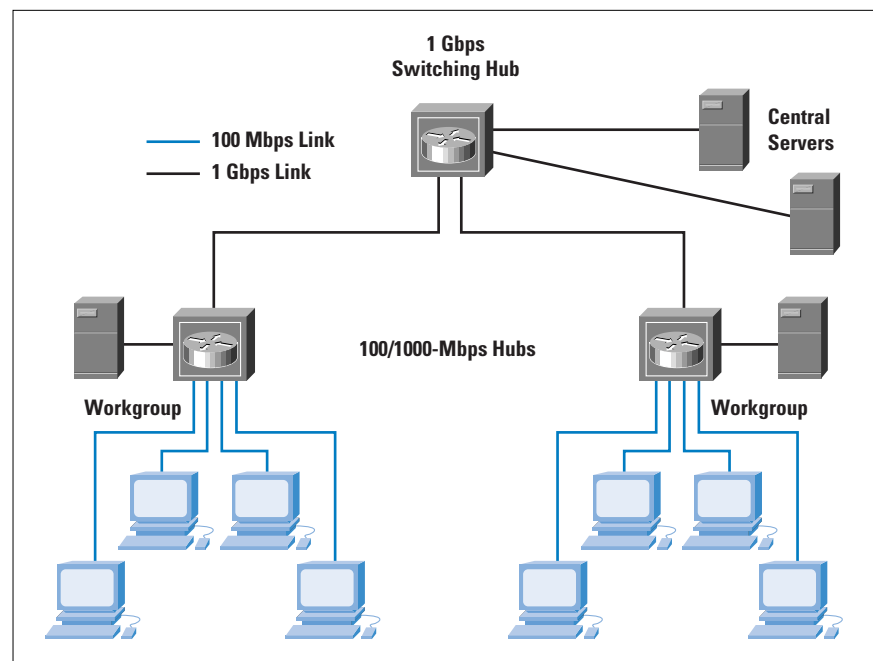 1 Gbps
Switching Hub
Central
Servers
100 Mbps Link
1 Gbps Link
100/1000-Mbps Hubs
Workgroup
Workgroup